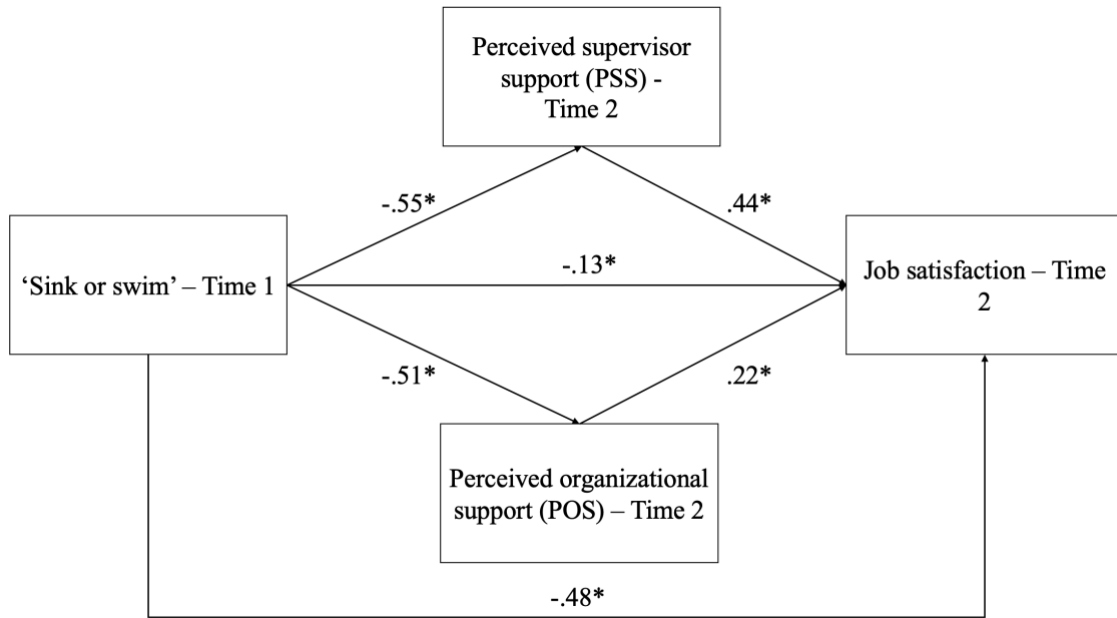 Perceived supervisor
support (PSS) -
Time 2
-.55*
.44*
‘Sink or swim’ – Time 1
-.13*
Job satisfaction – Time
2
-.51*
.22*
Perceived organizational
support (POS) – Time 2
-.48*